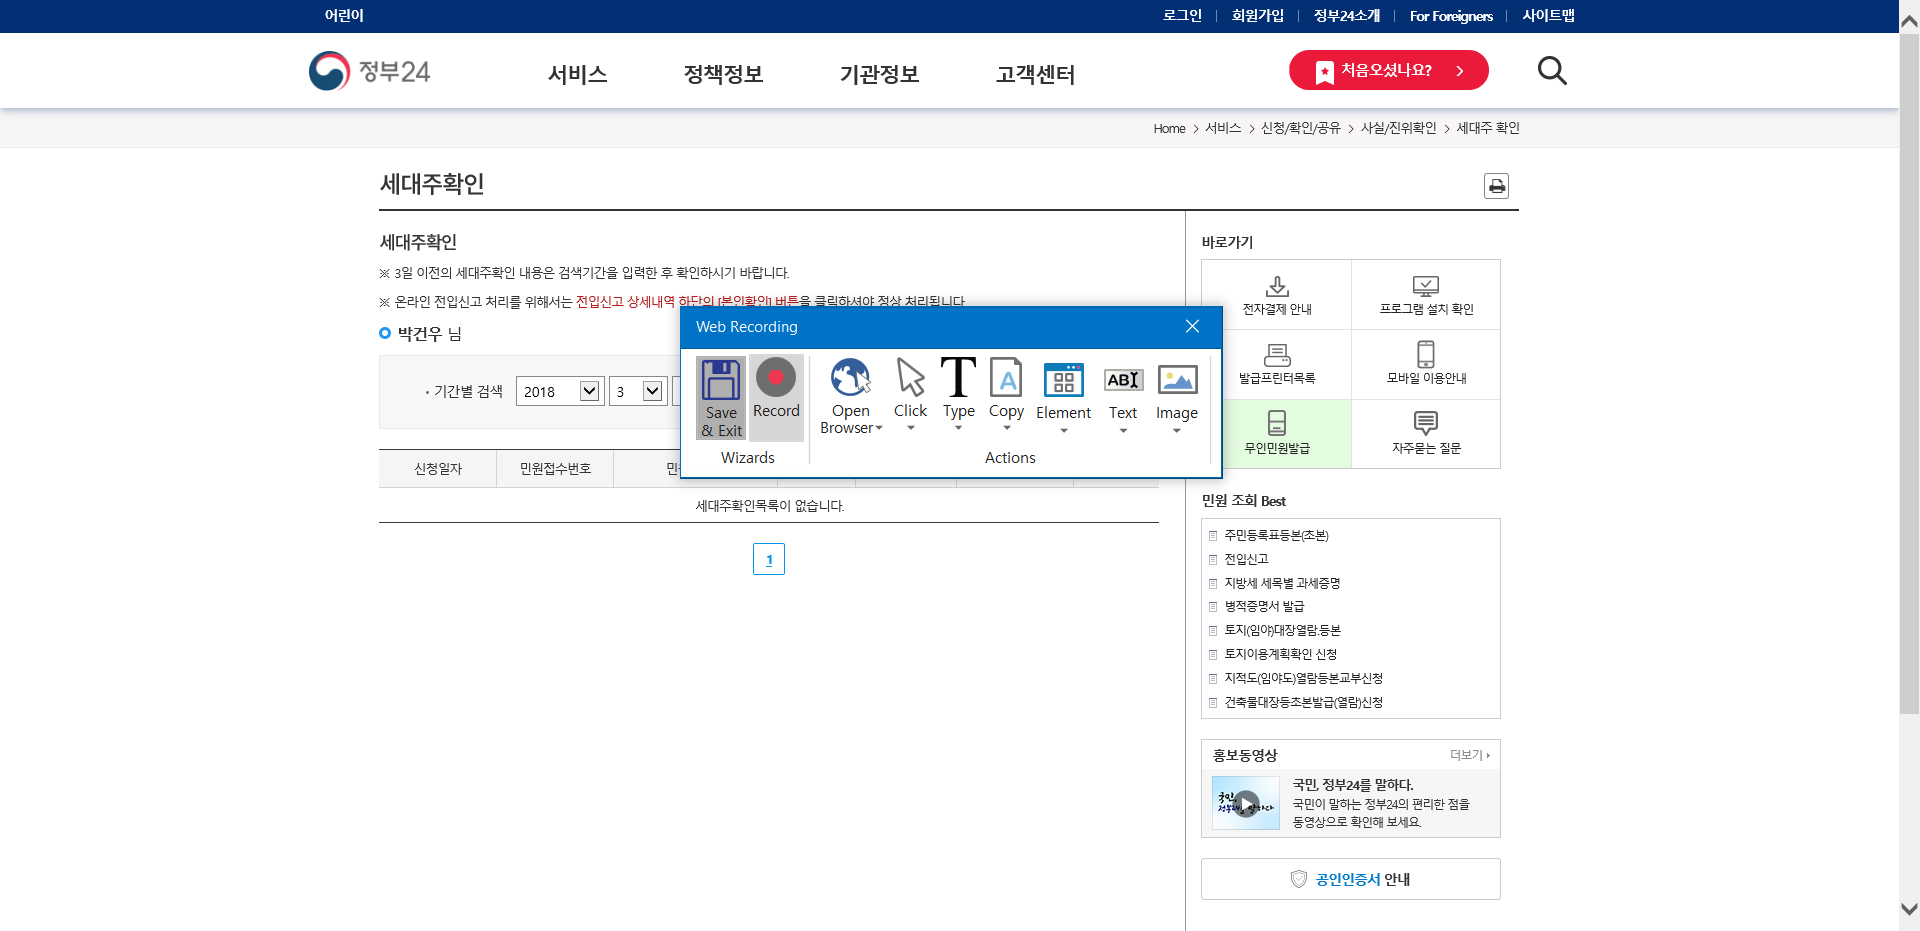 어린이
로그인 회원가입 정부24소개 For Foreigners 사이트맵
정부24 서비스 정책정보 기관정보 고객센터 처음오셨나요?
Home > 서비스 > 신청/확인/공유 > 사실/진위확인 > 세대주 확인
세대주확인
세대주확인
※ 3일 이전의 세대주확인 내용은 검색기간을 입력한 후 확인하시기 바랍니다.
※ 온라인 전입신고 처리를 위해서는 전입신고 상세내역 하단의 [본인확인] 버튼을 클릭하셔야 정상 처리됩니다
박건우 님
· 기간별 검색 2018 3
신청일자 민원접수번호 민
세대주확인목록이 없습니다.
1
Web Recording
Save & Exit
Record
Open Browser
Click
Type
Copy
Element
Text
Image
Wizards
Actions
바로가기
전자결제 안내 프로그램 설치 확인
발급프린터목록 모바일 이용안내
무인민원발급 자주묻는 질문
민원 조회 Best
주민등록표등본(초본)
전입신고
지방세 세목별 과세증명
병적증명서 발급
토지(임야)대장열람.등본
토지이용계획확인 신청
지적도(임야도)열람등본교부신청
건축물대장등초본발급(열람)신청
홍보동영상 더보기
국민, 정부24를 말하다.
국민이 말하는 정부24의 편리한 점을
동영상으로 확인해 보세요.
공인인증서 안내